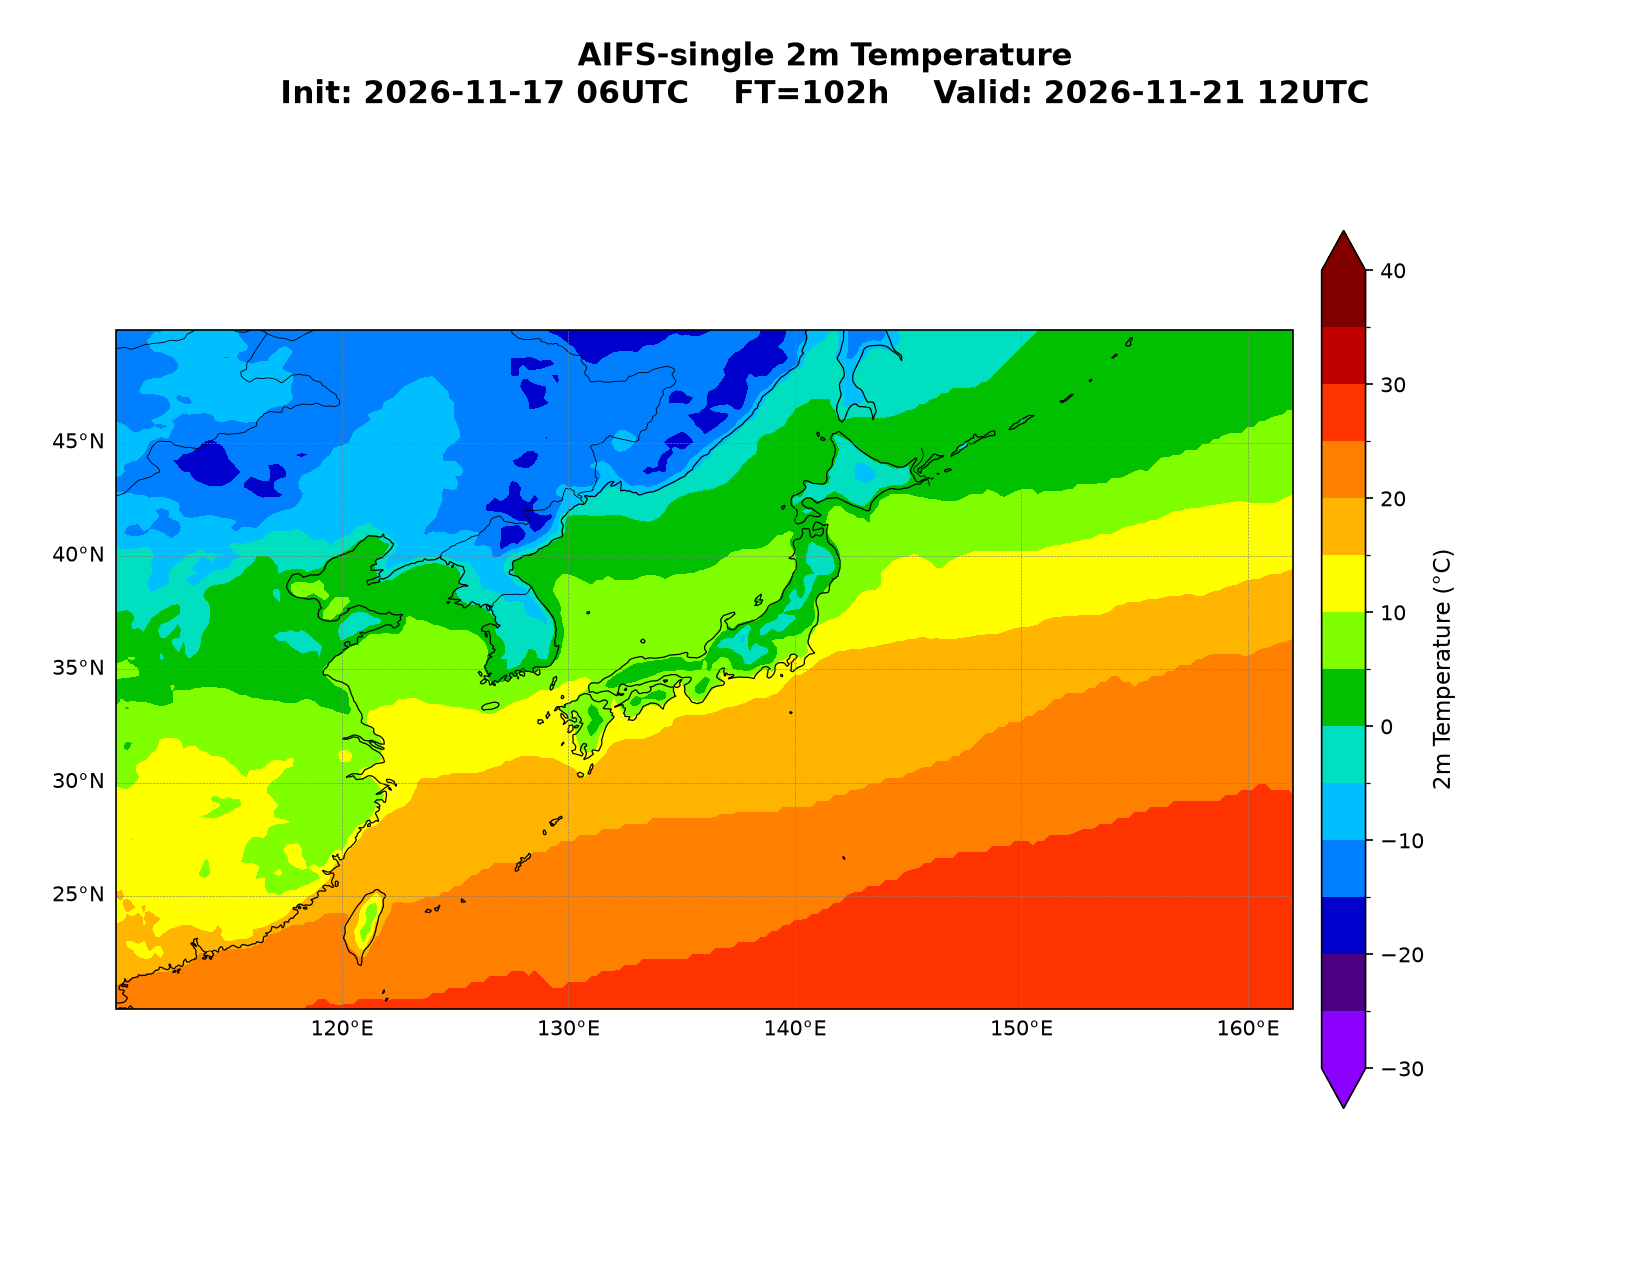 AIFS-single 2m Temperature
Init: 2026-11-17 06UTC    FT=102h    Valid: 2026-11-21 12UTC
45°N
40°N
35°N
30°N
25°N
120°E
130°E
140°E
150°E
160°E
40
30
20
10
0
−10
−20
−30
2m Temperature (°C)